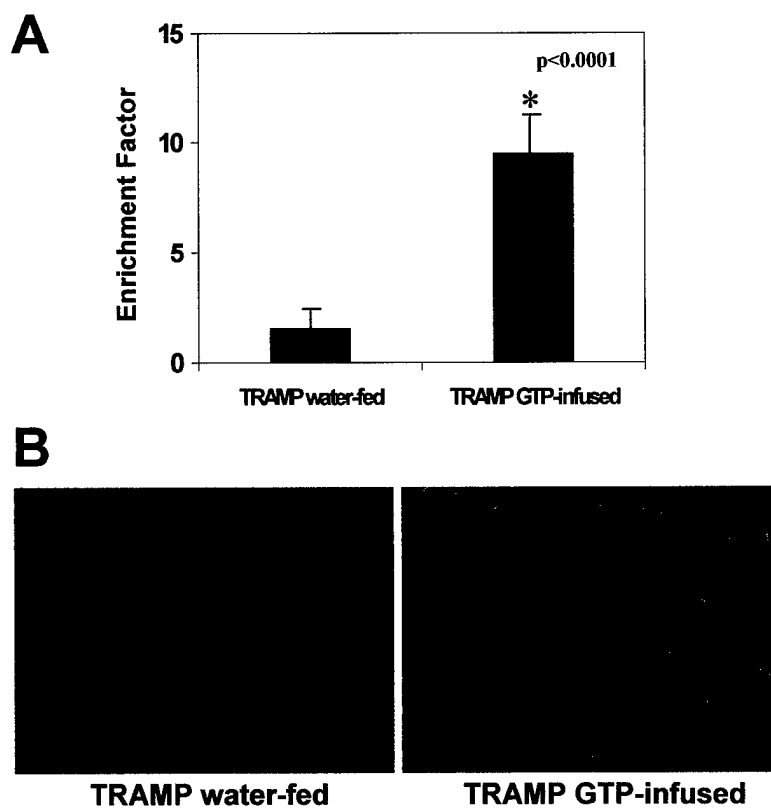 A
15
p<0.0001
*
10
Enrichment Factor
5
0
TRAMP water-fed TRAMP GTP-infused
B
TRAMP water-fed TRAMP GTP-infused